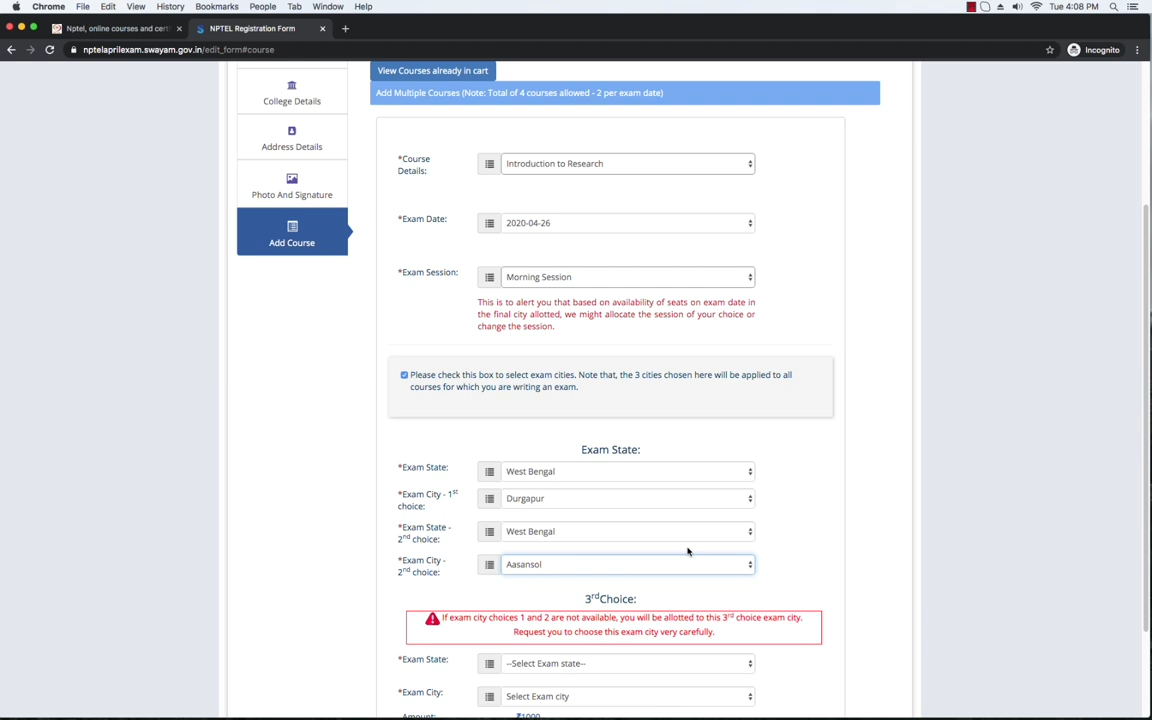 Chrome File Edit View History Bookmarks People Tab Window Help Tue 4:08 PM
Nptel, online courses and cert NPTEL Registration Form
nptelaprilexam.swayam.gov.in/edit_form#course Incognito
View Courses already in cart
College Details
Add Multiple Courses (Note: Total of 4 courses allowed - 2 per exam date)
Address Details
Photo And Signature
Add Course
*Course Details: Introduction to Research
*Exam Date: 2020-04-26
*Exam Session: Morning Session
This is to alert you that based on availability of seats on exam date in
the final city allotted, we might allocate the session of your choice or
change the session.
Please check this box to select exam cities. Note that, the 3 cities chosen here will be applied to all
courses for which you are writing an exam.
Exam State:
*Exam State: West Bengal
*Exam City - 1st choice: Durgapur
*Exam State - 2nd choice: West Bengal
*Exam City - 2nd choice: Aasansol
3rdChoice:
If exam city choices 1 and 2 are not available, you will be allotted to this 3rd choice exam city.
Request you to choose this exam city very carefully.
*Exam State: --Select Exam state--
*Exam City: Select Exam city
Amount: ₹1000